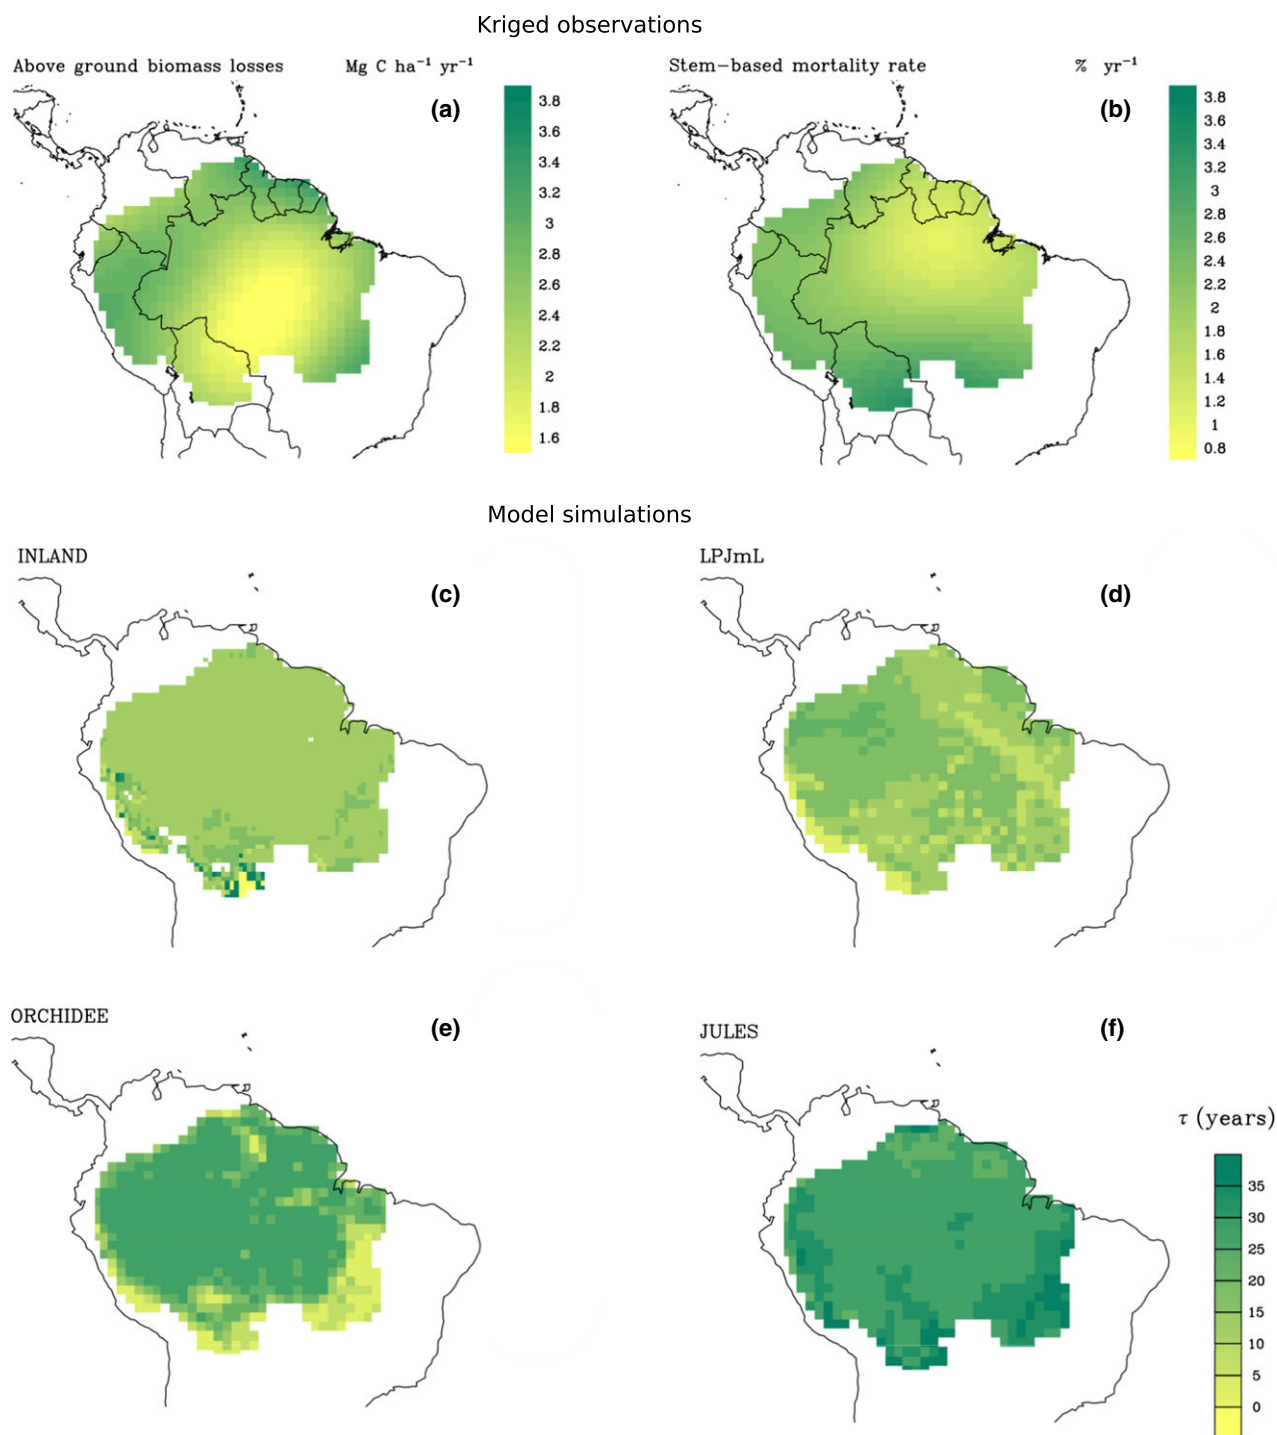 Kriged observations
Above ground biomass losses Mg C ha⁻¹ yr⁻¹
(a)
3.8
3.6
3.4
3.2
3
2.8
2.6
2.4
2.2
2
1.8
1.6
Stem-based mortality rate % yr⁻¹
(b)
3.8
3.6
3.4
3.2
3
2.8
2.6
2.4
2.2
2
1.8
1.6
1.4
1.2
1
0.8
Model simulations
INLAND
(c)
LPJmL
(d)
ORCHIDEE
(e)
JULES
(f)
τ (years)
35
30
25
20
15
10
5
0